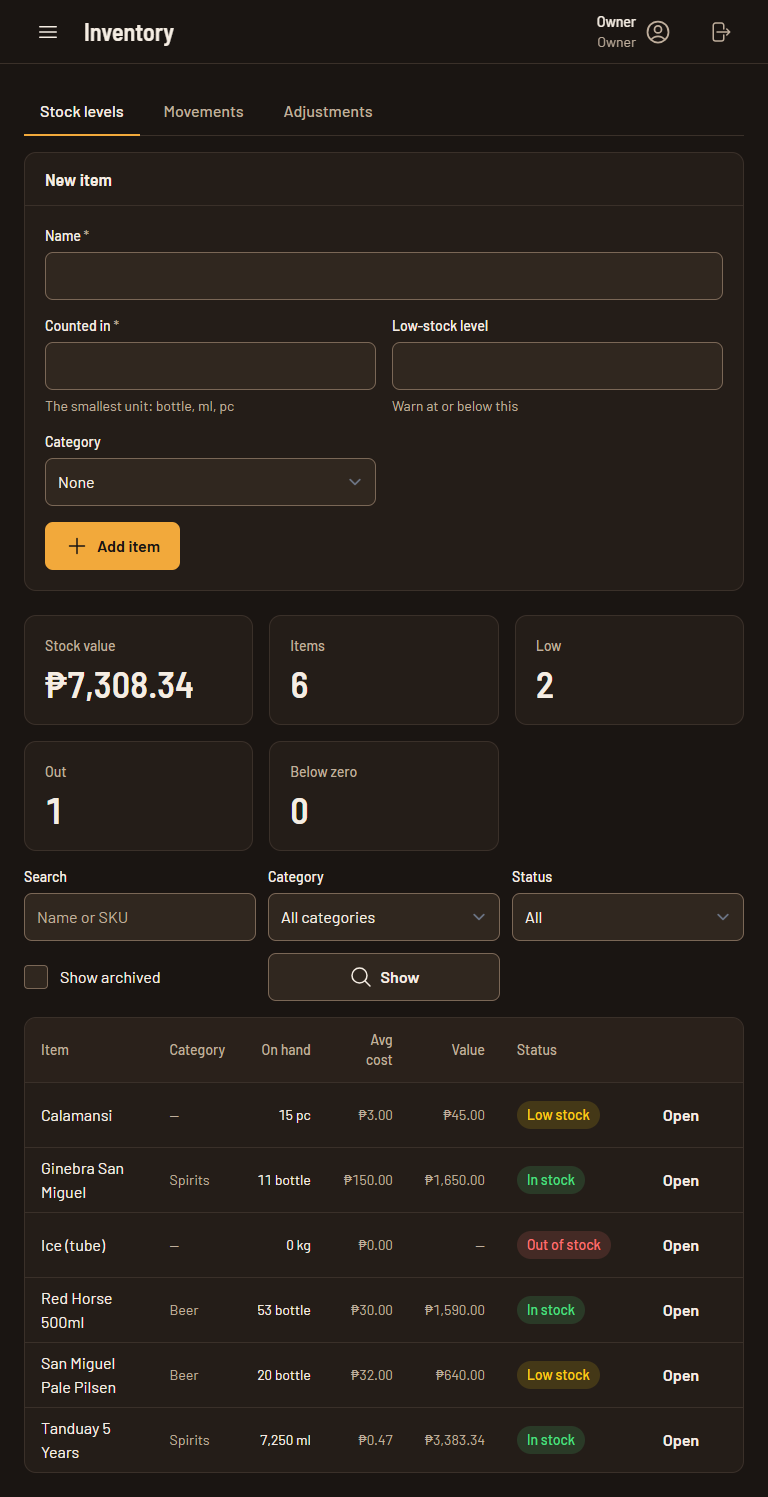 Inventory
Owner
Owner
Stock levels
Movements
Adjustments
New item
Name *
Counted in *
Low-stock level
The smallest unit: bottle, ml, pc
Warn at or below this
Category
None
Add item
Stock value
₱7,308.34
Items
6
Low
2
Out
1
Below zero
0
Search
Category
Status
Name or SKU
All categories
All
Show archived
Show
Item Category On hand Avg cost Value Status
Calamansi — 15 pc ₱3.00 ₱45.00 Low stock Open
Ginebra San Miguel Spirits 11 bottle ₱150.00 ₱1,650.00 In stock Open
Ice (tube) — 0 kg ₱0.00 — Out of stock Open
Red Horse 500ml Beer 53 bottle ₱30.00 ₱1,590.00 In stock Open
San Miguel Pale Pilsen Beer 20 bottle ₱32.00 ₱640.00 Low stock Open
Tanduay 5 Years Spirits 7,250 ml ₱0.47 ₱3,383.34 In stock Open